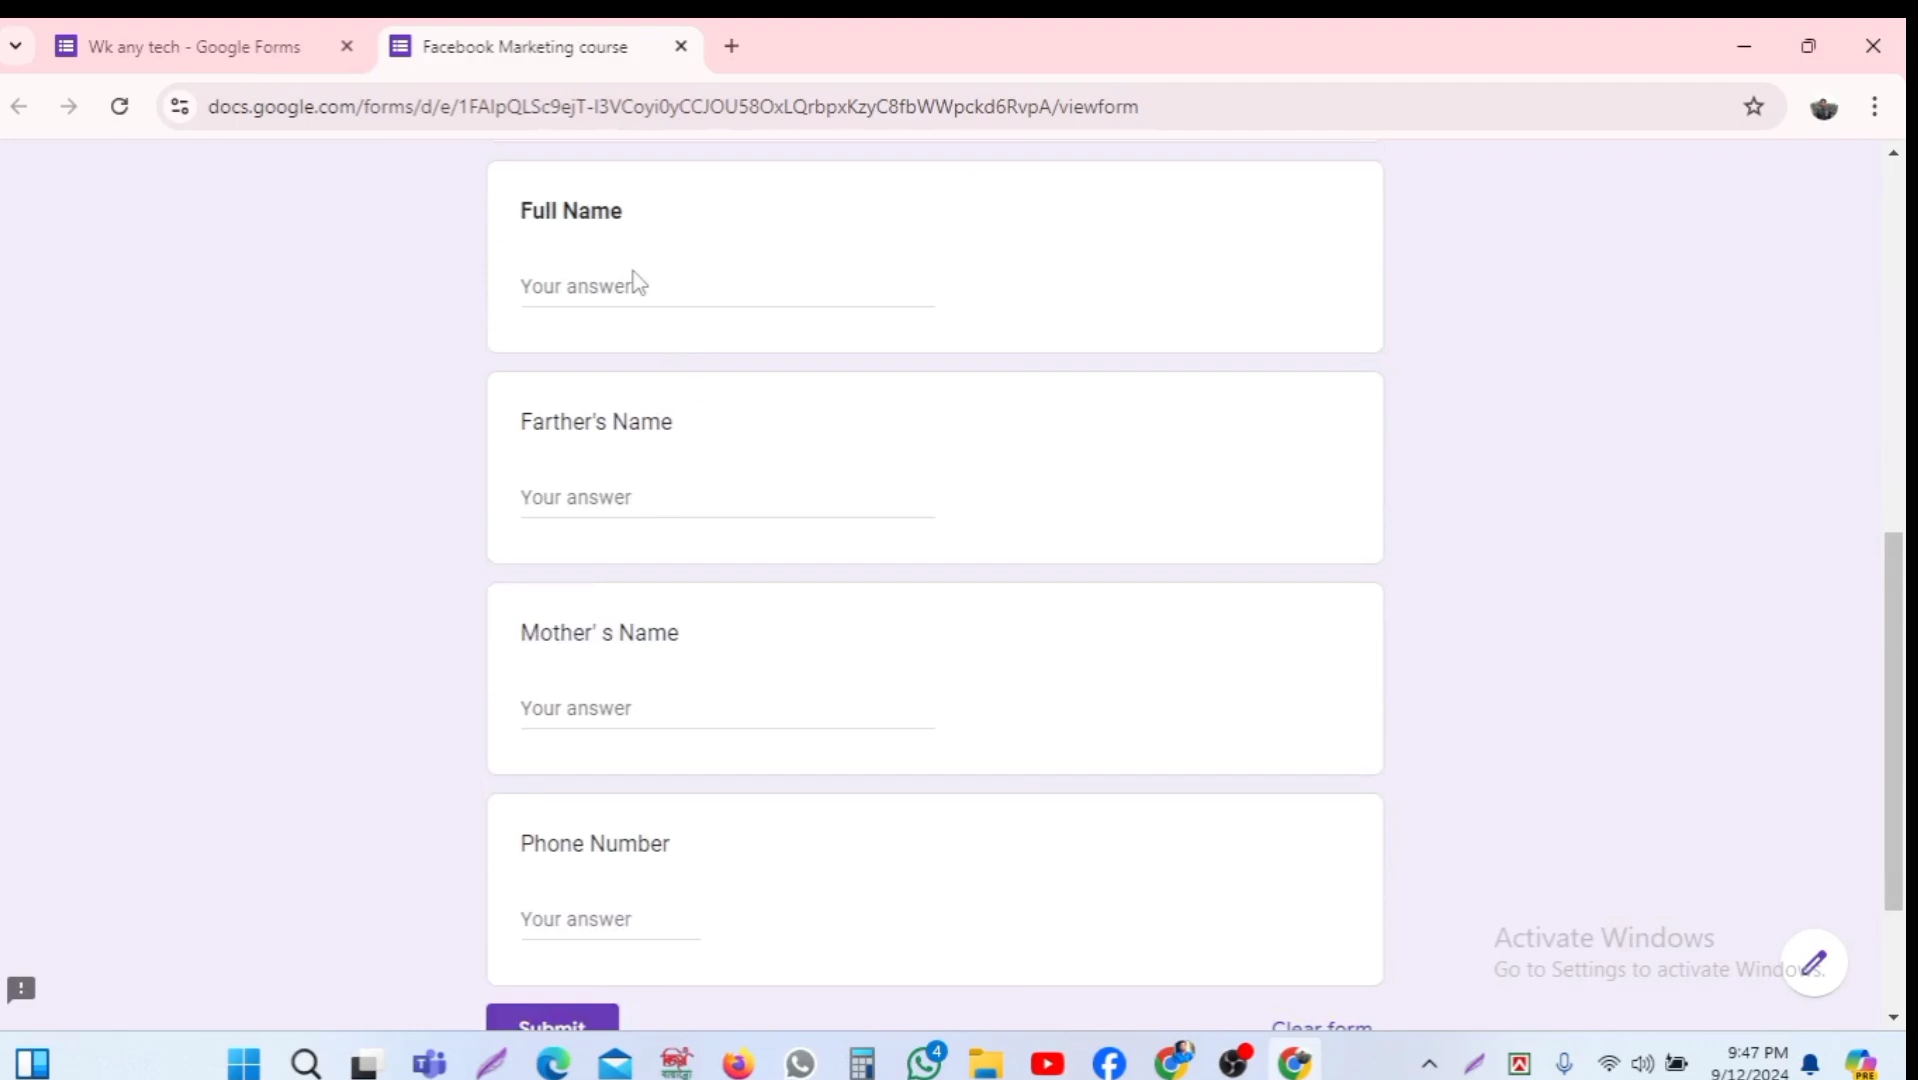 Wk any tech - Google Forms
Facebook Marketing course
docs.google.com/forms/d/e/1FAIpQLSc9ejT-I3VCoyi0yCCJOU58OxLQrbpxKzyC8fbWWpckd6RvpA/viewform
Full Name
Your answer
Farther's Name
Your answer
Mother' s Name
Your answer
Phone Number
Your answer
Activate Windows
Go to Settings to activate Windows.
Submit
Clear form
4
9:47 PM
9/12/2024
PRE